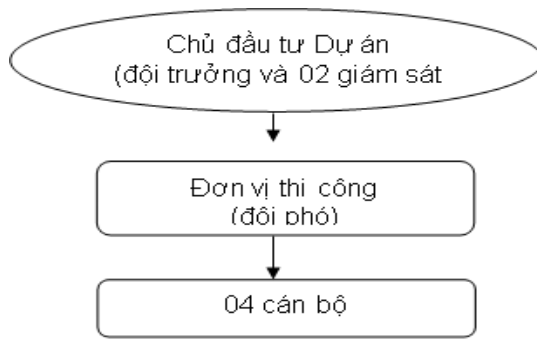 Chủ đầu tư Dự án
(đội trưởng và 02 giám sát
Đơn vị thi công
(đội phó)
04 cán bộ